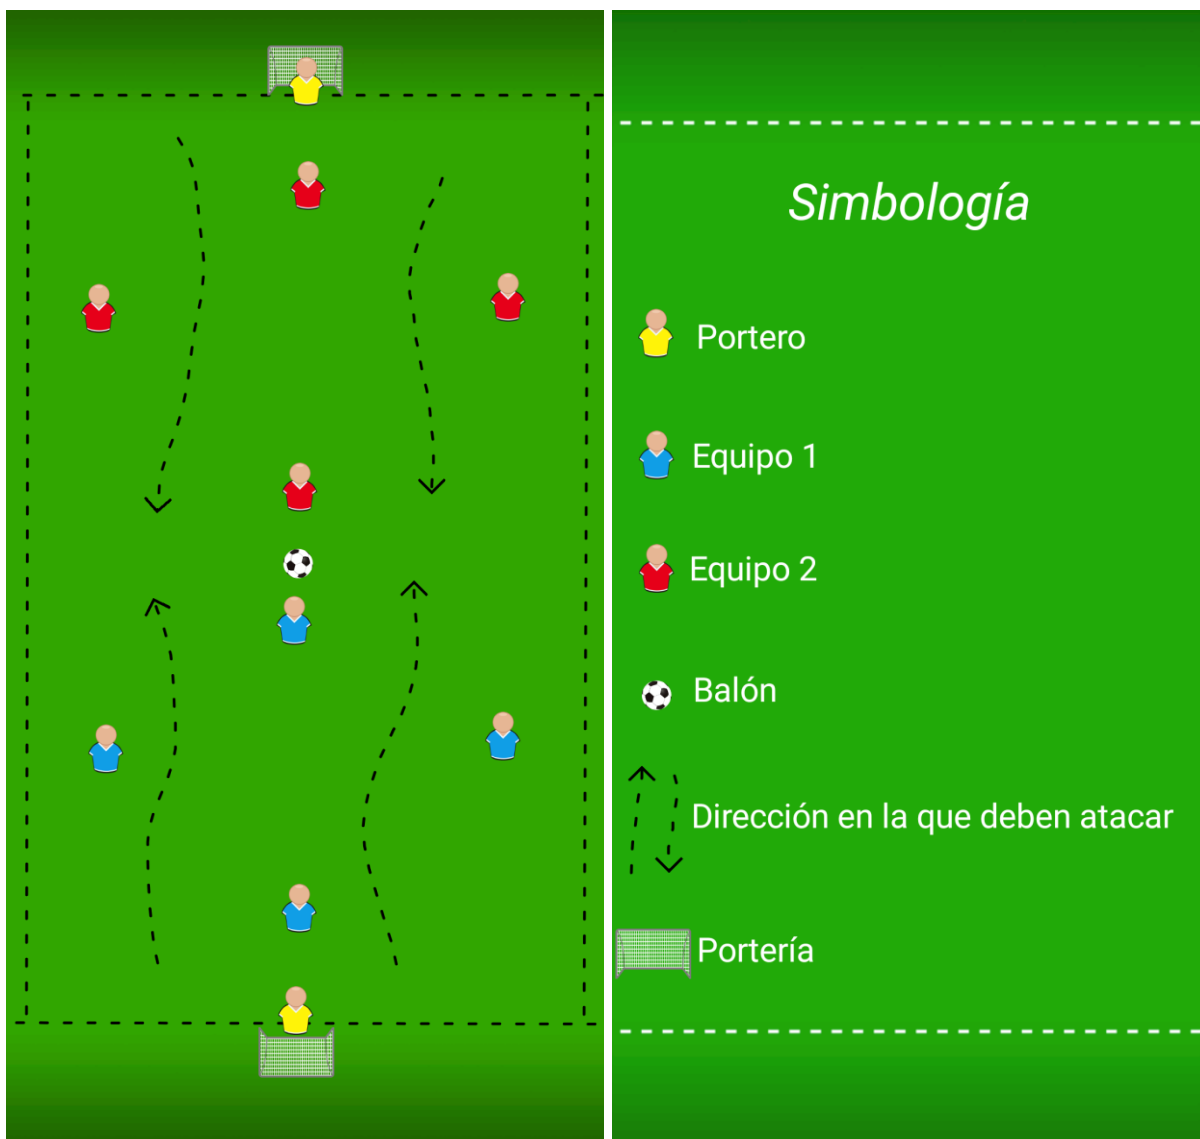 Simbología
Portero
Equipo 1
Equipo 2
Balón
Dirección en la que deben atacar
Portería